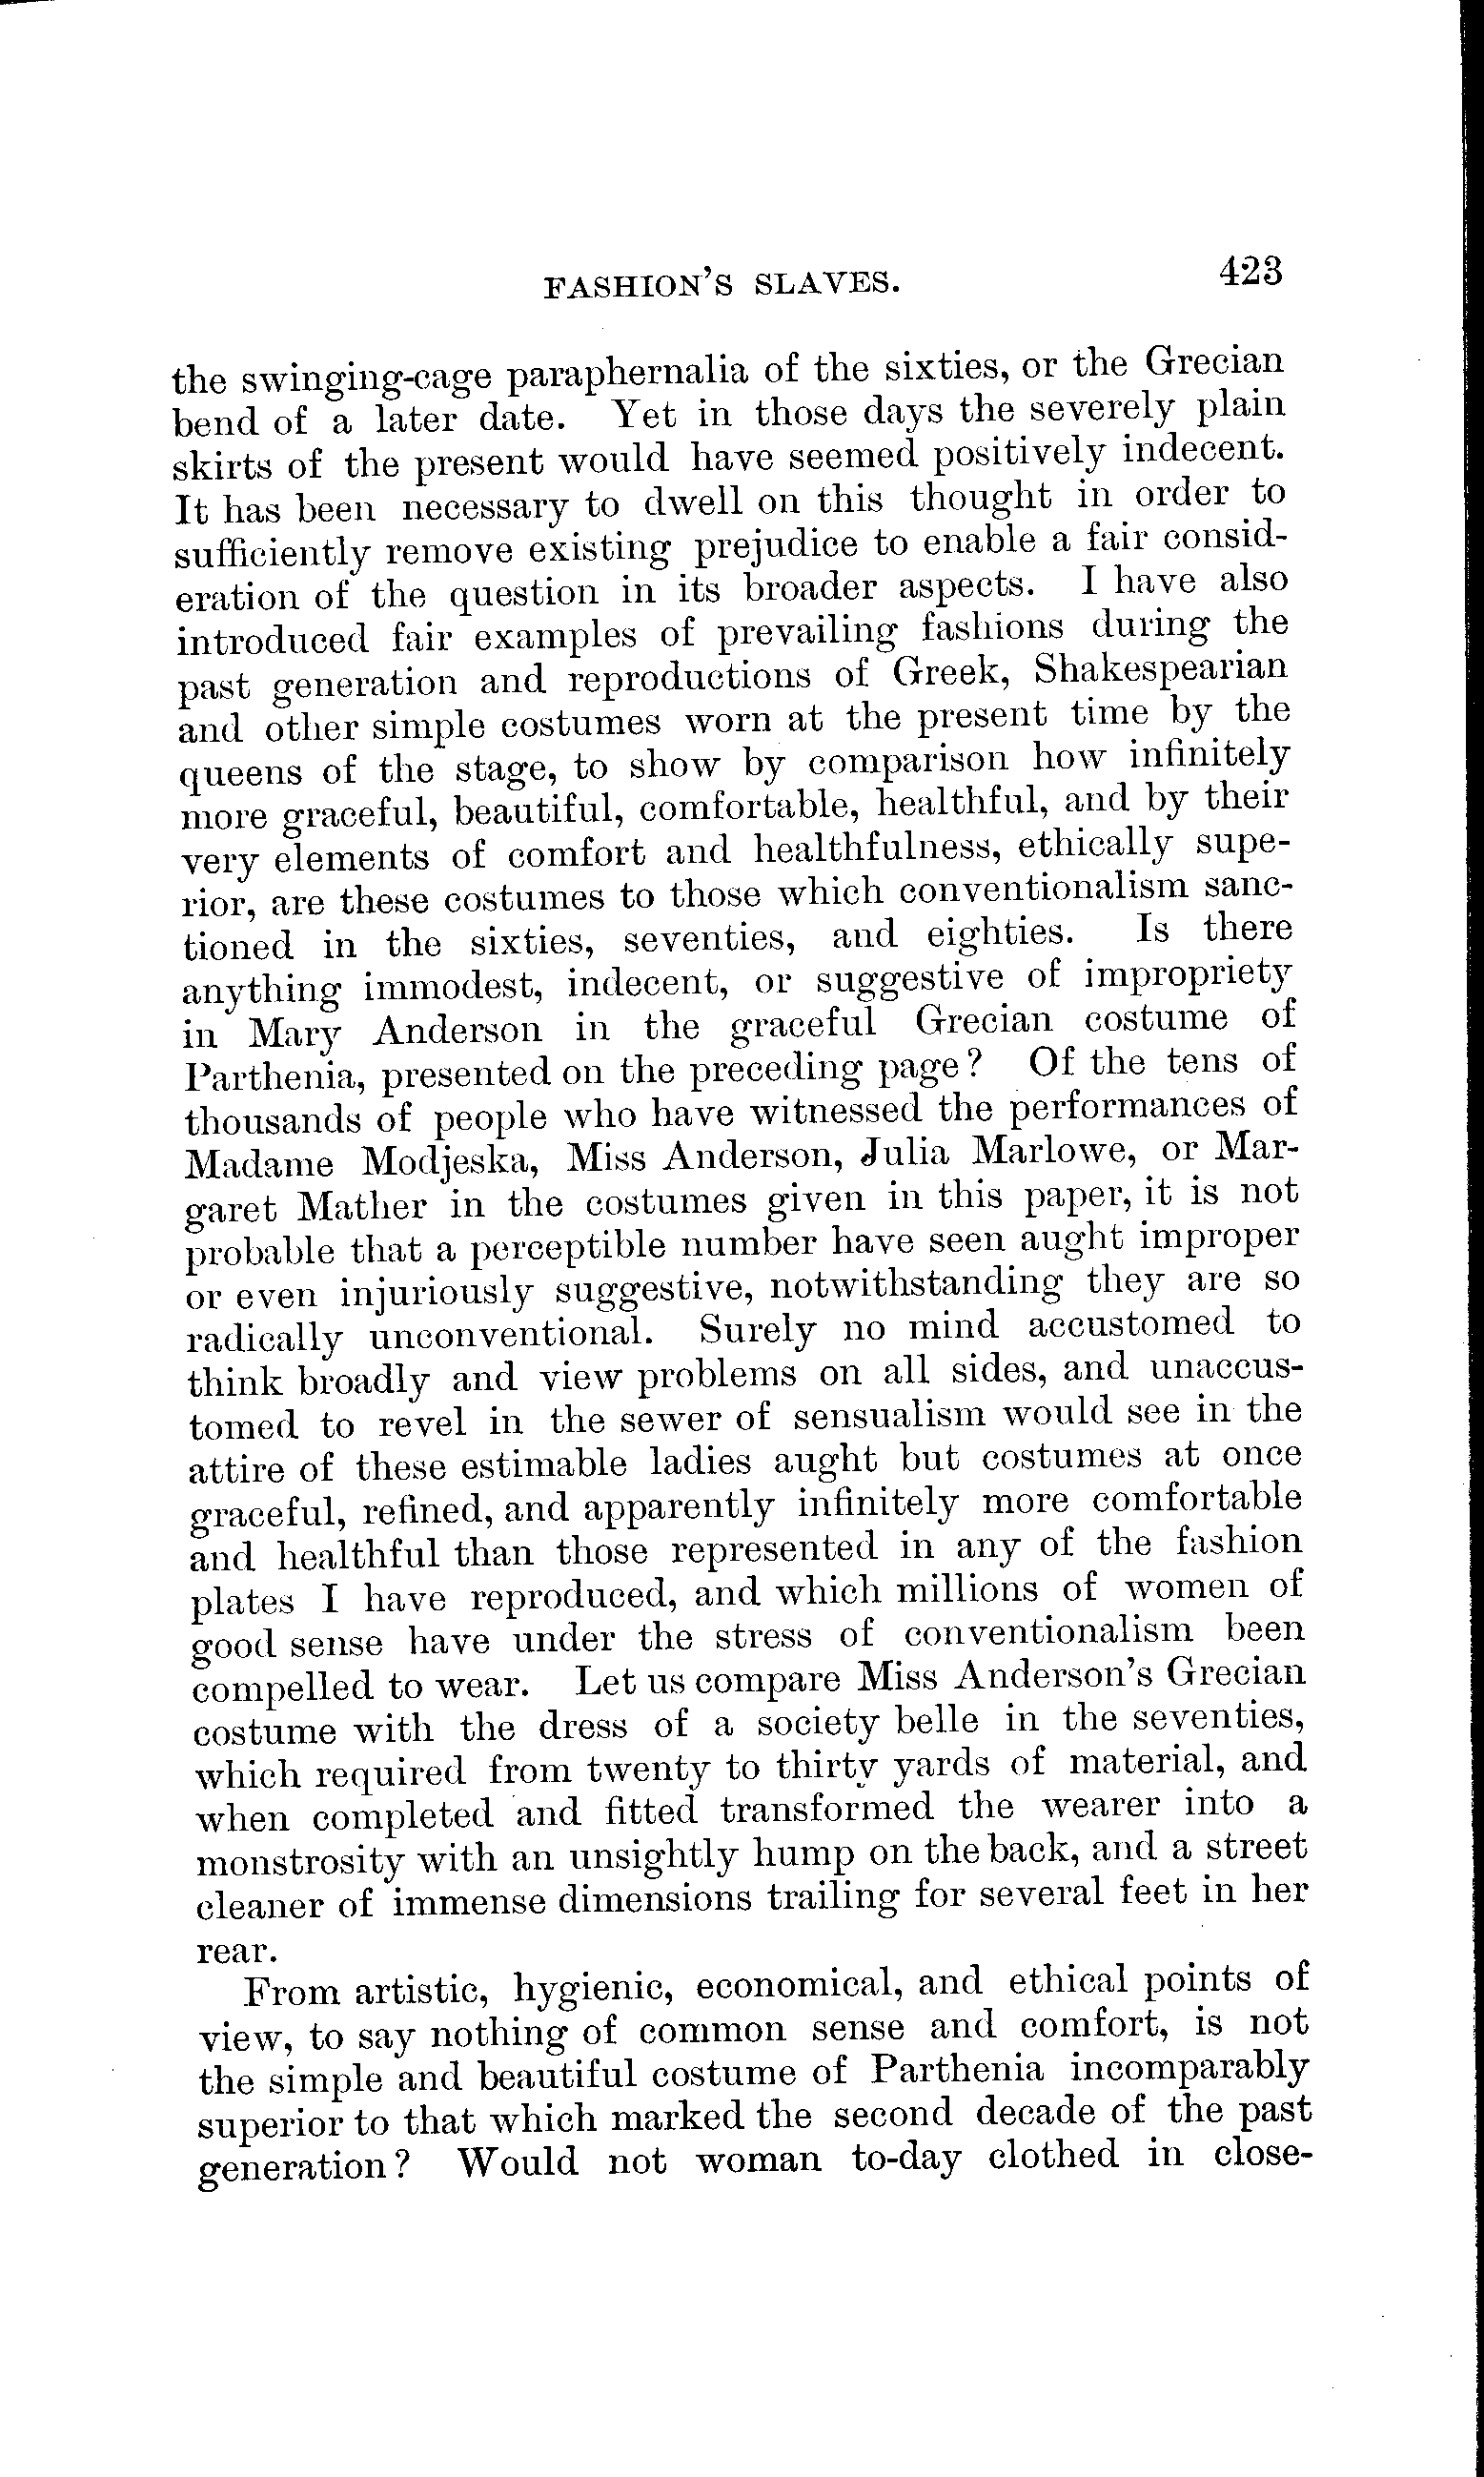 FASHION'S SLAVES. 423
the swinging-cage paraphernalia of the sixties, or the Grecian
bend of a later date. Yet in those days the severely plain
skirts of the present would have seemed positively indecent.
It has been necessary to dwell on this thought in order to
sufficiently remove existing prejudice to enable a fair consid-
eration of the question in its broader aspects. I have also
introduced fair examples of prevailing fashions during the
past generation and reproductions of Greek, Shakespearian
and other simple costumes worn at the present time by the
queens of the stage, to show by comparison how infinitely
more graceful, beautiful, comfortable, healthful, and by their
very elements of comfort and healthfulness, ethically supe-
rior, are these costumes to those which conventionalism sanc-
tioned in the sixties, seventies, and eighties. Is there
anything immodest, indecent, or suggestive of impropriety
in Mary Anderson in the graceful Grecian costume of
Parthenia, presented on the preceding page? Of the tens of
thousands of people who have witnessed the performances of
Madame Modjeska, Miss Anderson, Julia Marlowe, or Mar-
garet Mather in the costumes given in this paper, it is not
probable that a perceptible number have seen aught improper
or even injuriously suggestive, notwithstanding they are so
radically unconventional. Surely no mind accustomed to
think broadly and view problems on all sides, and unaccus-
tomed to revel in the sewer of sensualism would see in the
attire of these estimable ladies aught but costumes at once
graceful, refined, and apparently infinitely more comfortable
and healthful than those represented in any of the fashion
plates I have reproduced, and which millions of women of
good sense have under the stress of conventionalism been
compelled to wear. Let us compare Miss Anderson's Grecian
costume with the dress of a society belle in the seventies,
which required from twenty to thirty yards of material, and
when completed and fitted transformed the wearer into a
monstrosity with an unsightly hump on the back, and a street
cleaner of immense dimensions trailing for several feet in her
rear.
From artistic, hygienic, economical, and ethical points of
view, to say nothing of common sense and comfort, is not
the simple and beautiful costume of Parthenia incomparably
superior to that which marked the second decade of the past
generation? Would not woman to-day clothed in close-